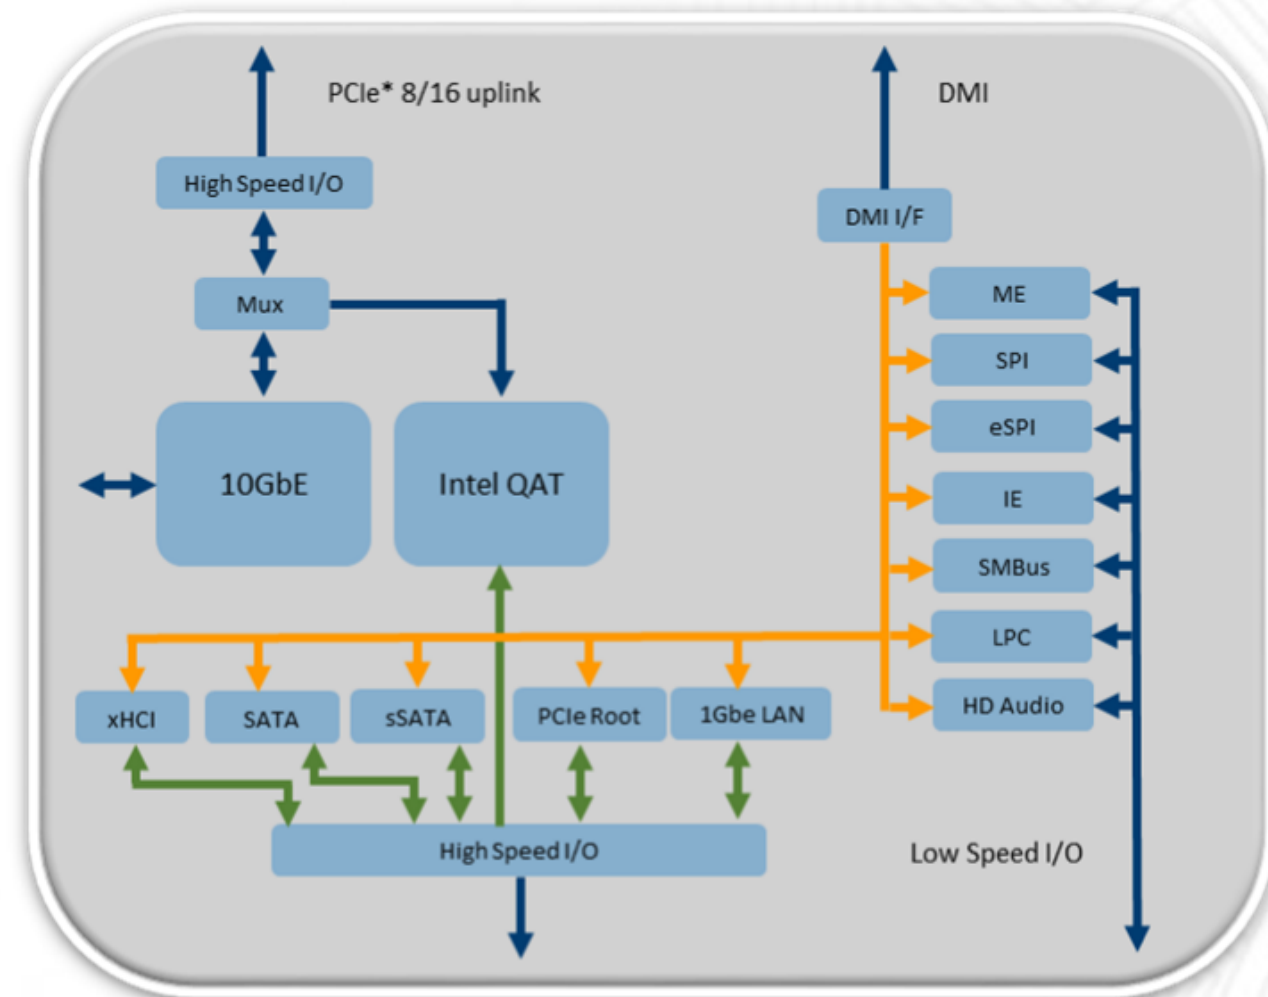 PCIe* 8/16 uplink
DMI
High Speed I/O
DMI I/F
Mux
ME
SPI
eSPI
10GbE
Intel QAT
IE
SMBus
LPC
xHCI
SATA
sSATA
PCIe Root
1Gbe LAN
HD Audio
High Speed I/O
Low Speed I/O